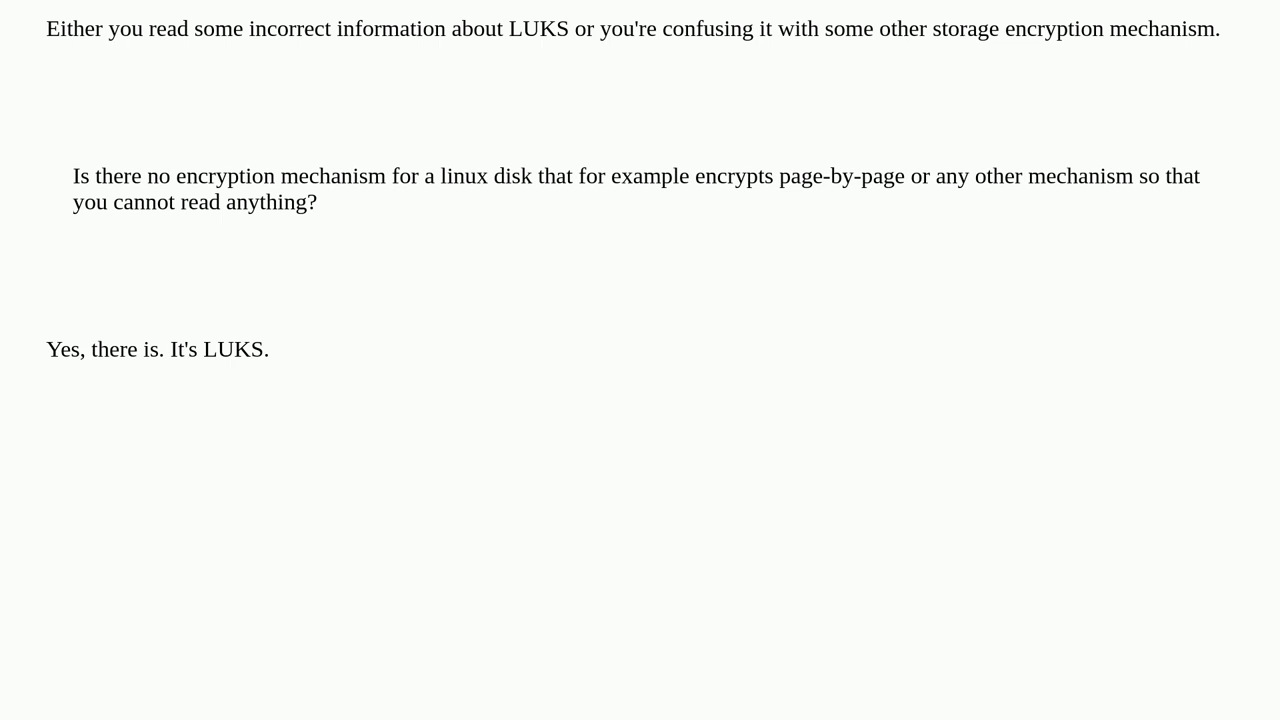 Either you read some incorrect information about LUKS or you're confusing it with some other storage encryption mechanism.
Is there no encryption mechanism for a linux disk that for example encrypts page-by-page or any other mechanism so that
you cannot read anything?
Yes, there is. It's LUKS.